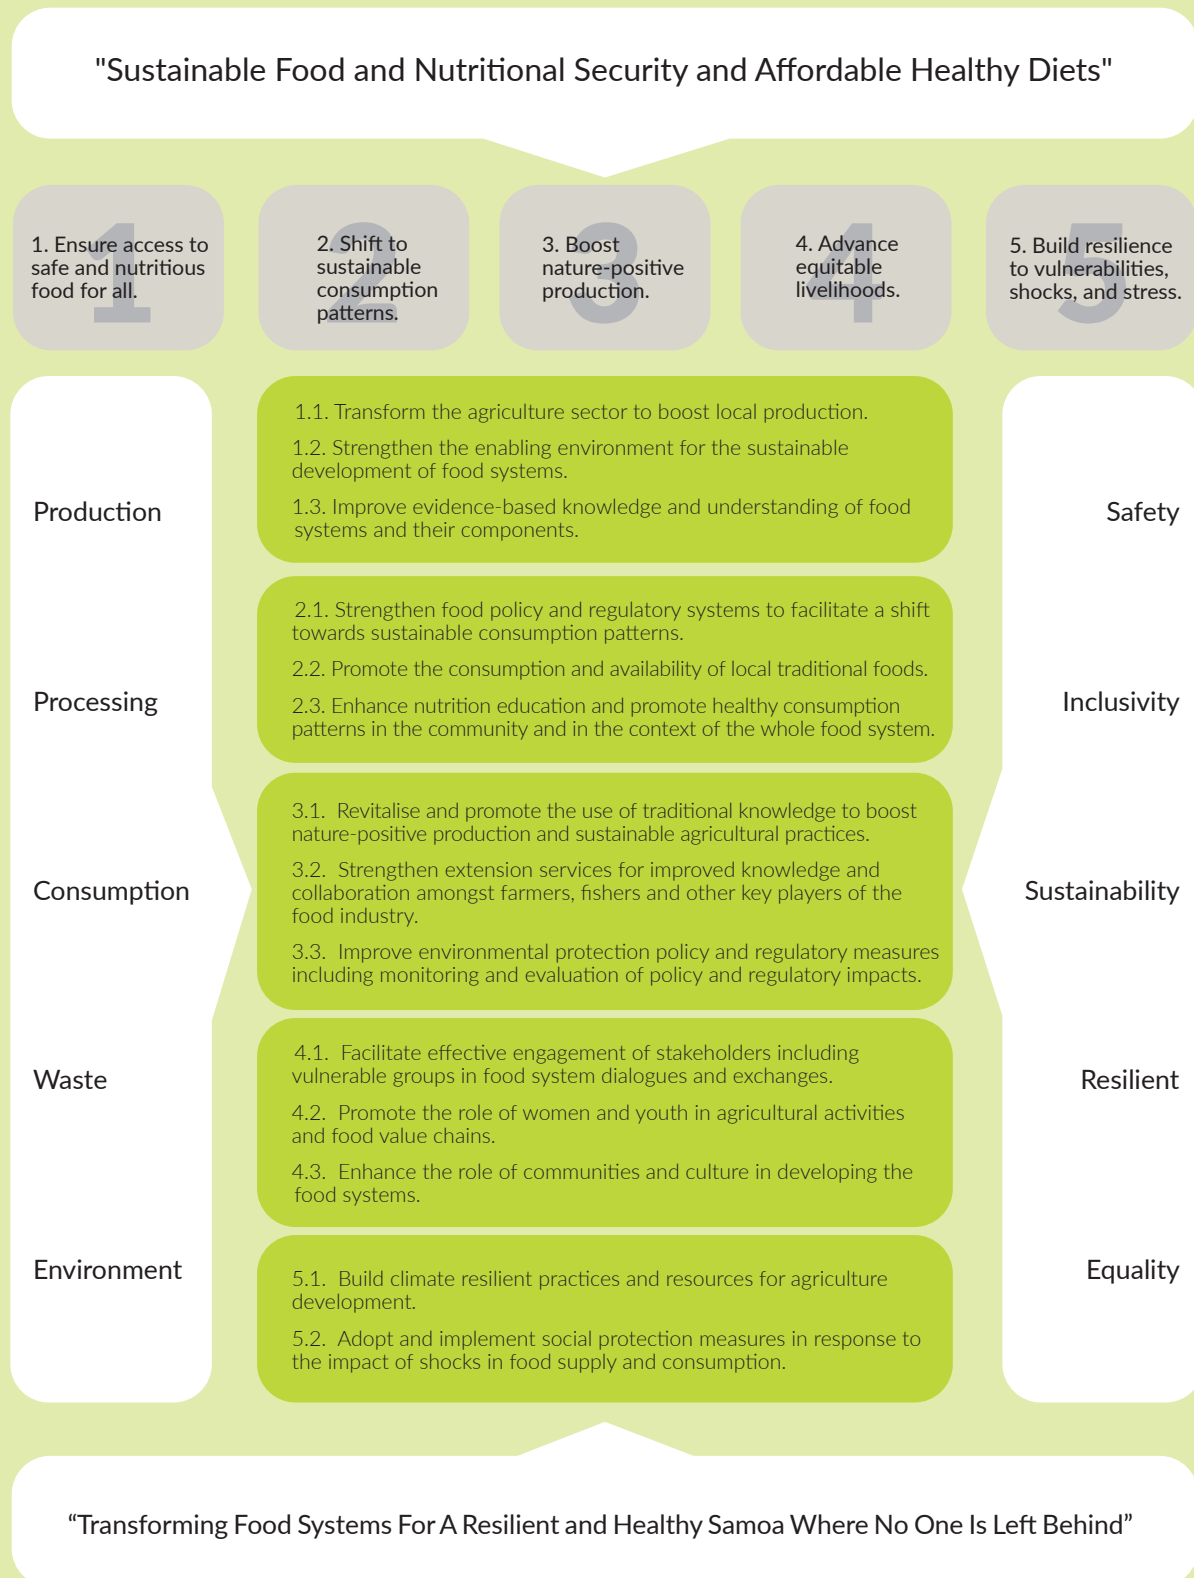 "Sustainable Food and Nutritional Security and Affordable Healthy Diets"
1
1. Ensure access to
safe and nutritious
food for all.
2
2. Shift to
sustainable
consumption
patterns.
3
3. Boost
nature-positive
production.
4
4. Advance
equitable
livelihoods.
5
5. Build resilience
to vulnerabilities,
shocks, and stress.
Production
Processing
Consumption
Waste
Environment
1.1. Transform the agriculture sector to boost local production.
1.2. Strengthen the enabling environment for the sustainable
development of food systems.
1.3. Improve evidence-based knowledge and understanding of food
systems and their components.
2.1. Strengthen food policy and regulatory systems to facilitate a shift
towards sustainable consumption patterns.
2.2. Promote the consumption and availability of local traditional foods.
2.3. Enhance nutrition education and promote healthy consumption
patterns in the community and in the context of the whole food system.
3.1. Revitalise and promote the use of traditional knowledge to boost
nature-positive production and sustainable agricultural practices.
3.2. Strengthen extension services for improved knowledge and
collaboration amongst farmers, fishers and other key players of the
food industry.
3.3. Improve environmental protection policy and regulatory measures
including monitoring and evaluation of policy and regulatory impacts.
4.1. Facilitate effective engagement of stakeholders including
vulnerable groups in food system dialogues and exchanges.
4.2. Promote the role of women and youth in agricultural activities
and food value chains.
4.3. Enhance the role of communities and culture in developing the
food systems.
5.1. Build climate resilient practices and resources for agriculture
development.
5.2. Adopt and implement social protection measures in response to
the impact of shocks in food supply and consumption.
Safety
Inclusivity
Sustainability
Resilient
Equality
“Transforming Food Systems For A Resilient and Healthy Samoa Where No One Is Left Behind”